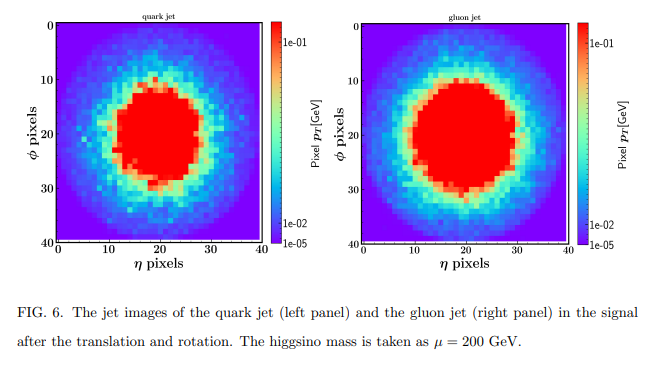 quark jet
gluon jet
0
10
20
30
40
0
10
20
30
40
ϕ pixels
η pixels
1e-01
1e-02
1e-05
Pixel pT[GeV]
0
10
20
30
40
0
10
20
30
40
ϕ pixels
η pixels
1e-01
1e-02
1e-05
Pixel pT[GeV]
FIG. 6. The jet images of the quark jet (left panel) and the gluon jet (right panel) in the signal
after the translation and rotation. The higgsino mass is taken as μ = 200 GeV.